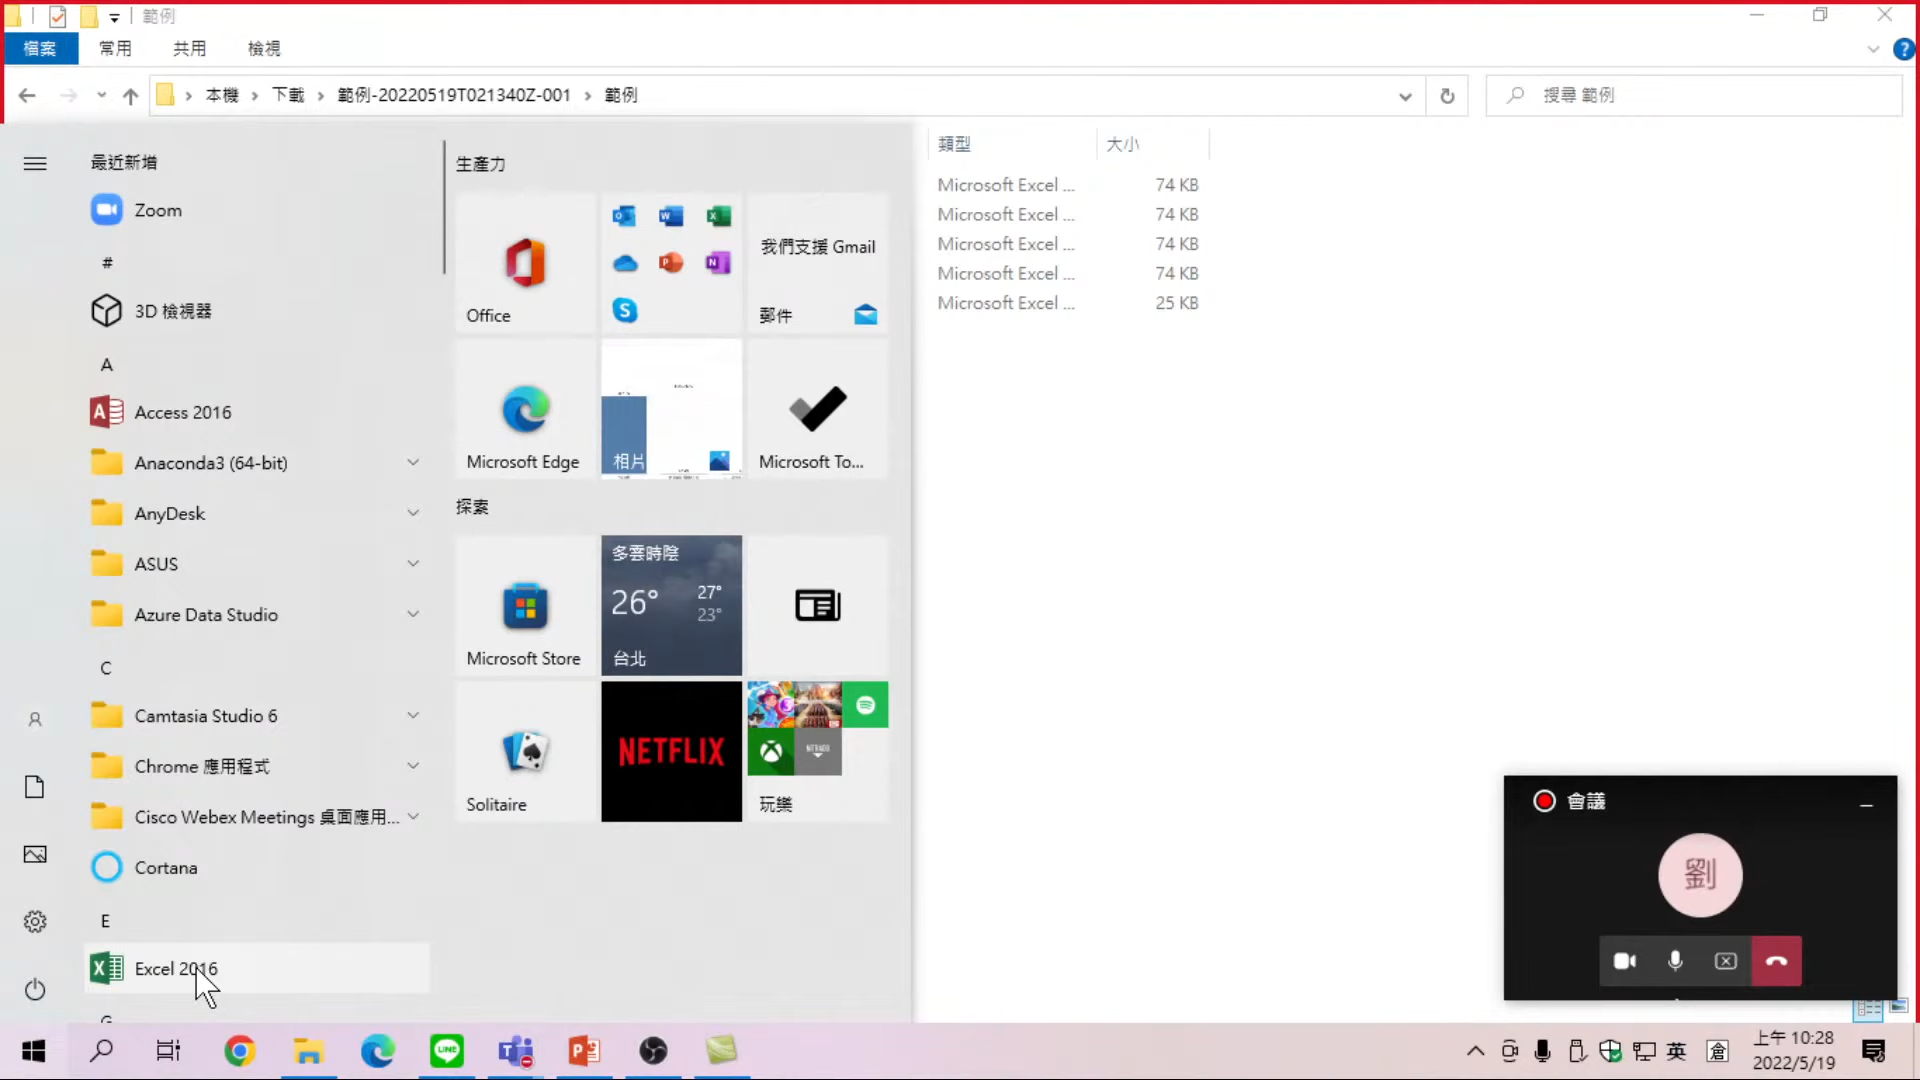 範例
檔案
常用
共用
檢視
本機
下載
範例-20220519T021340Z-001
範例
搜尋 範例
最近新增
Zoom
#
3D 檢視器
A
Access 2016
Anaconda3 (64-bit)
AnyDesk
ASUS
Azure Data Studio
C
Camtasia Studio 6
Chrome 應用程式
Cisco Webex Meetings 桌面應用...
Cortana
E
Excel 2016
G
生產力
Office
我們支援 Gmail
郵件
Microsoft Edge
相片
Microsoft To...
探索
Microsoft Store
多雲時陰
26°
27°
23°
台北
Solitaire
NETFLIX
玩樂
類型
大小
Microsoft Excel ... 74 KB
Microsoft Excel ... 74 KB
Microsoft Excel ... 74 KB
Microsoft Excel ... 74 KB
Microsoft Excel ... 25 KB
會議
劉
LINE
英
倉
上午 10:28
2022/5/19